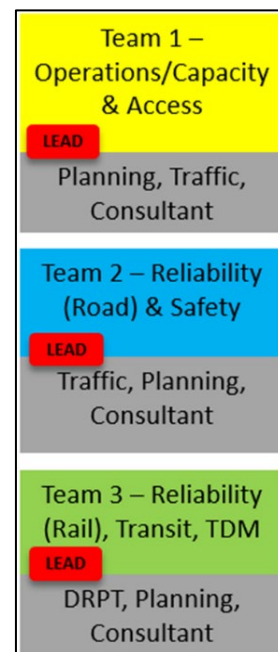 Team 1 –
Operations/Capacity
& Access
LEAD
Planning, Traffic,
Consultant
Team 2 – Reliability
(Road) & Safety
LEAD
Traffic, Planning,
Consultant
Team 3 – Reliability
(Rail), Transit, TDM
LEAD
DRPT, Planning,
Consultant